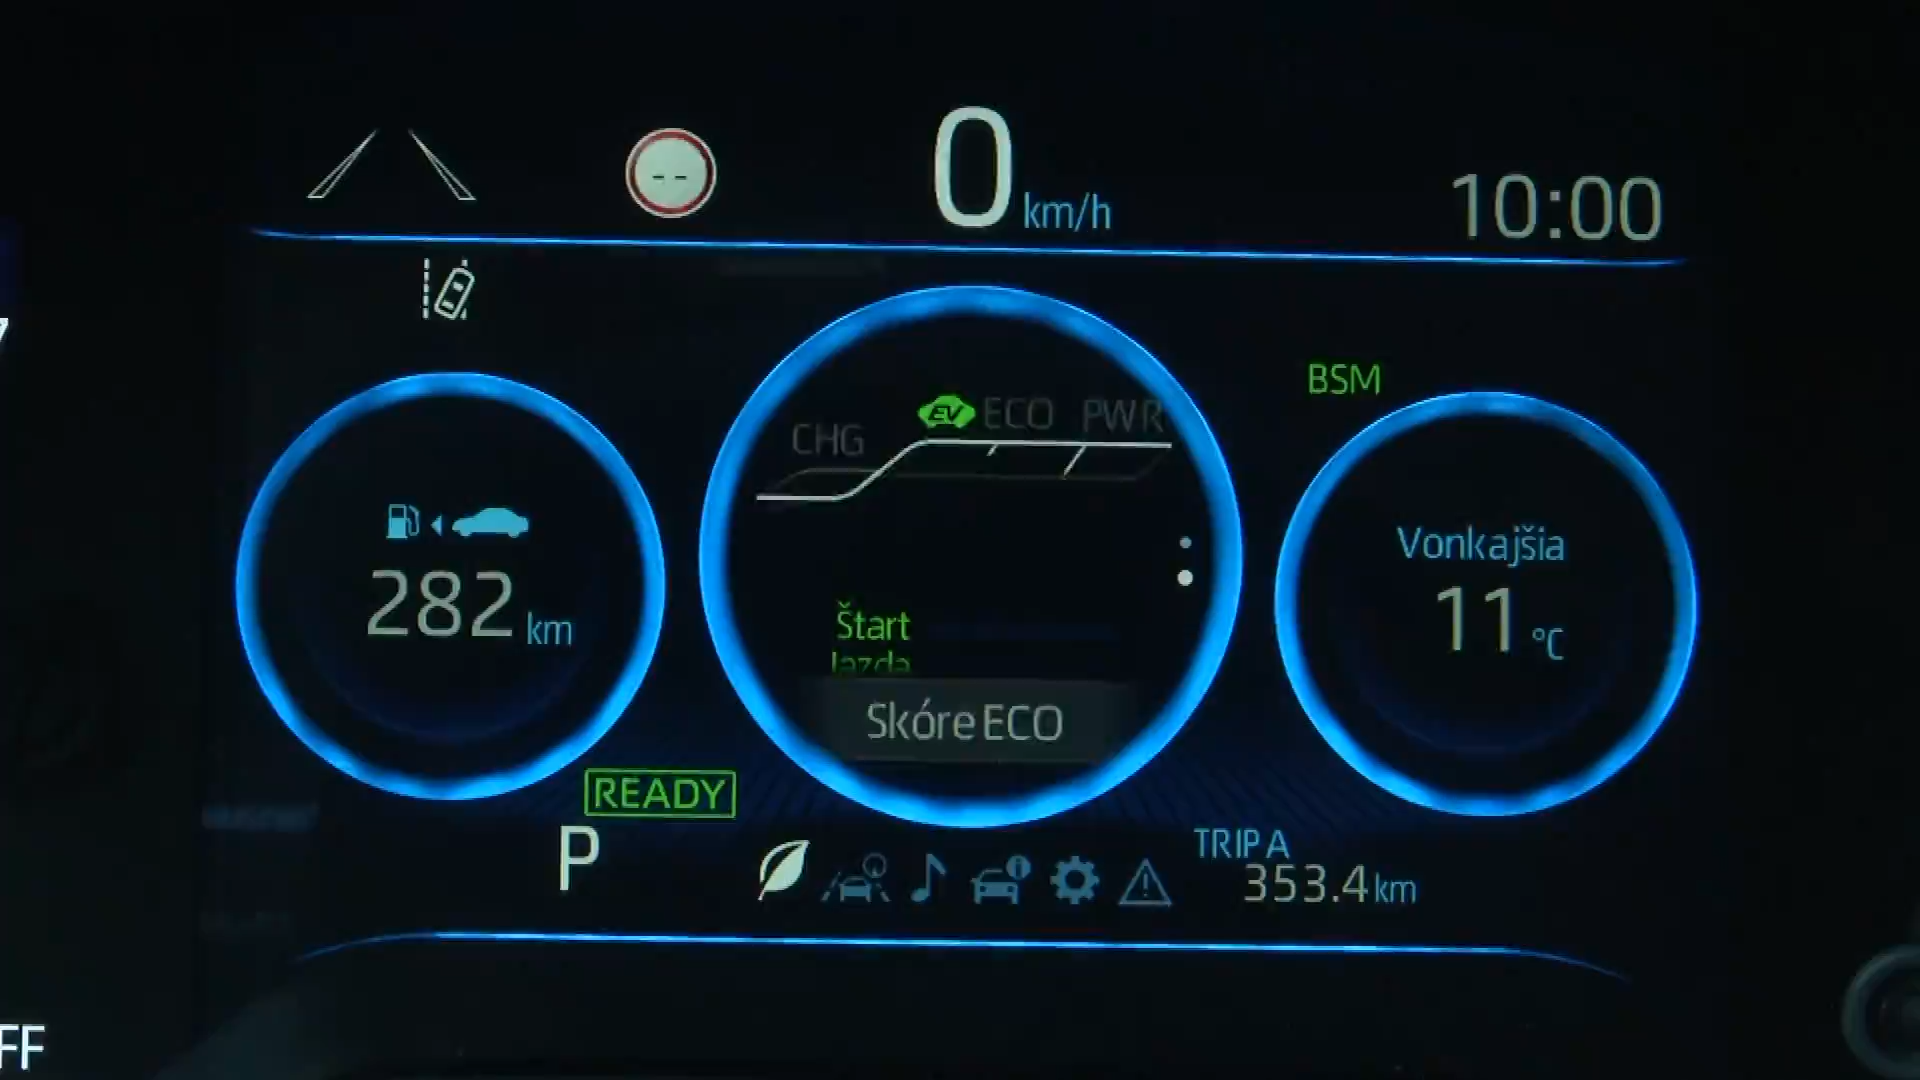 0 km/h
10:00
BSM
EV ECO PWR
CHG
282 km
Vonkajšia
11 °C
Štart
Jazda
Skóre ECO
READY
P
TRIP A
353.4 km
FF